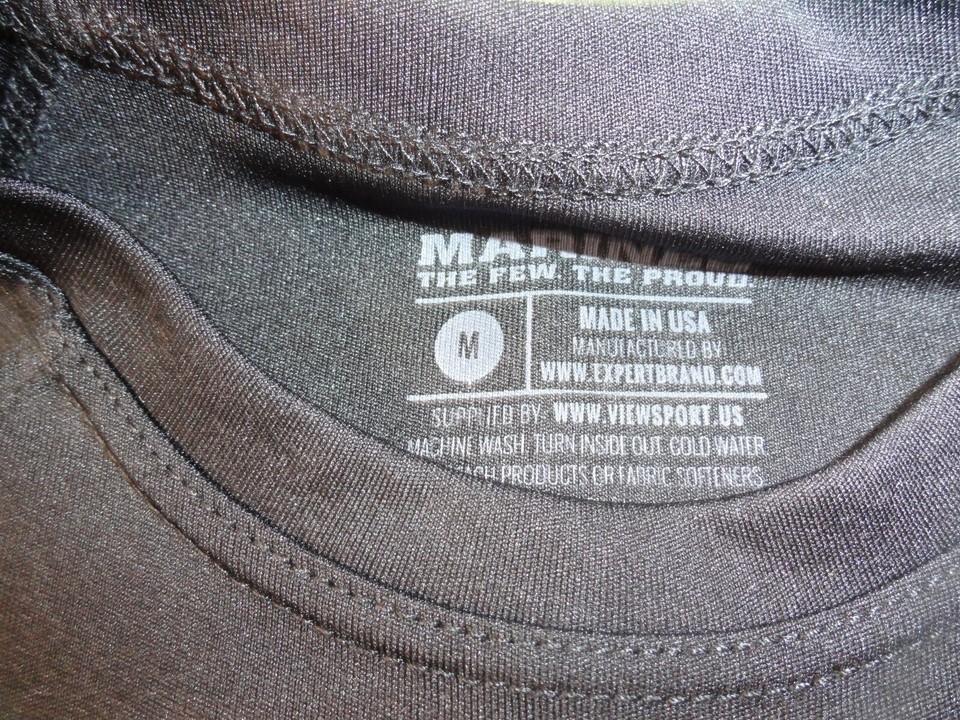 MARINES
THE FEW. THE PROUD.
M
MADE IN USA
MANUFACTURED BY
WWW.EXPERTBRAND.COM
SUPPLIED BY WWW.VIEWSPORT.US
MACHINE WASH TURN INSIDE OUT COLD WATER
PRODUCTS OR FABRIC SOFTENERS